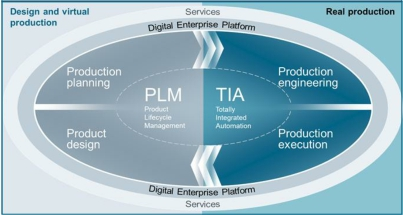 Design and virtual
production
Services
Real production
Digital Enterprise Platform
Production
planning
Production
engineering
PLM
Product
Lifecycle
Management
TIA
Totally
Integrated
Automation
Product
design
Production
execution
Digital Enterprise Platform
Services